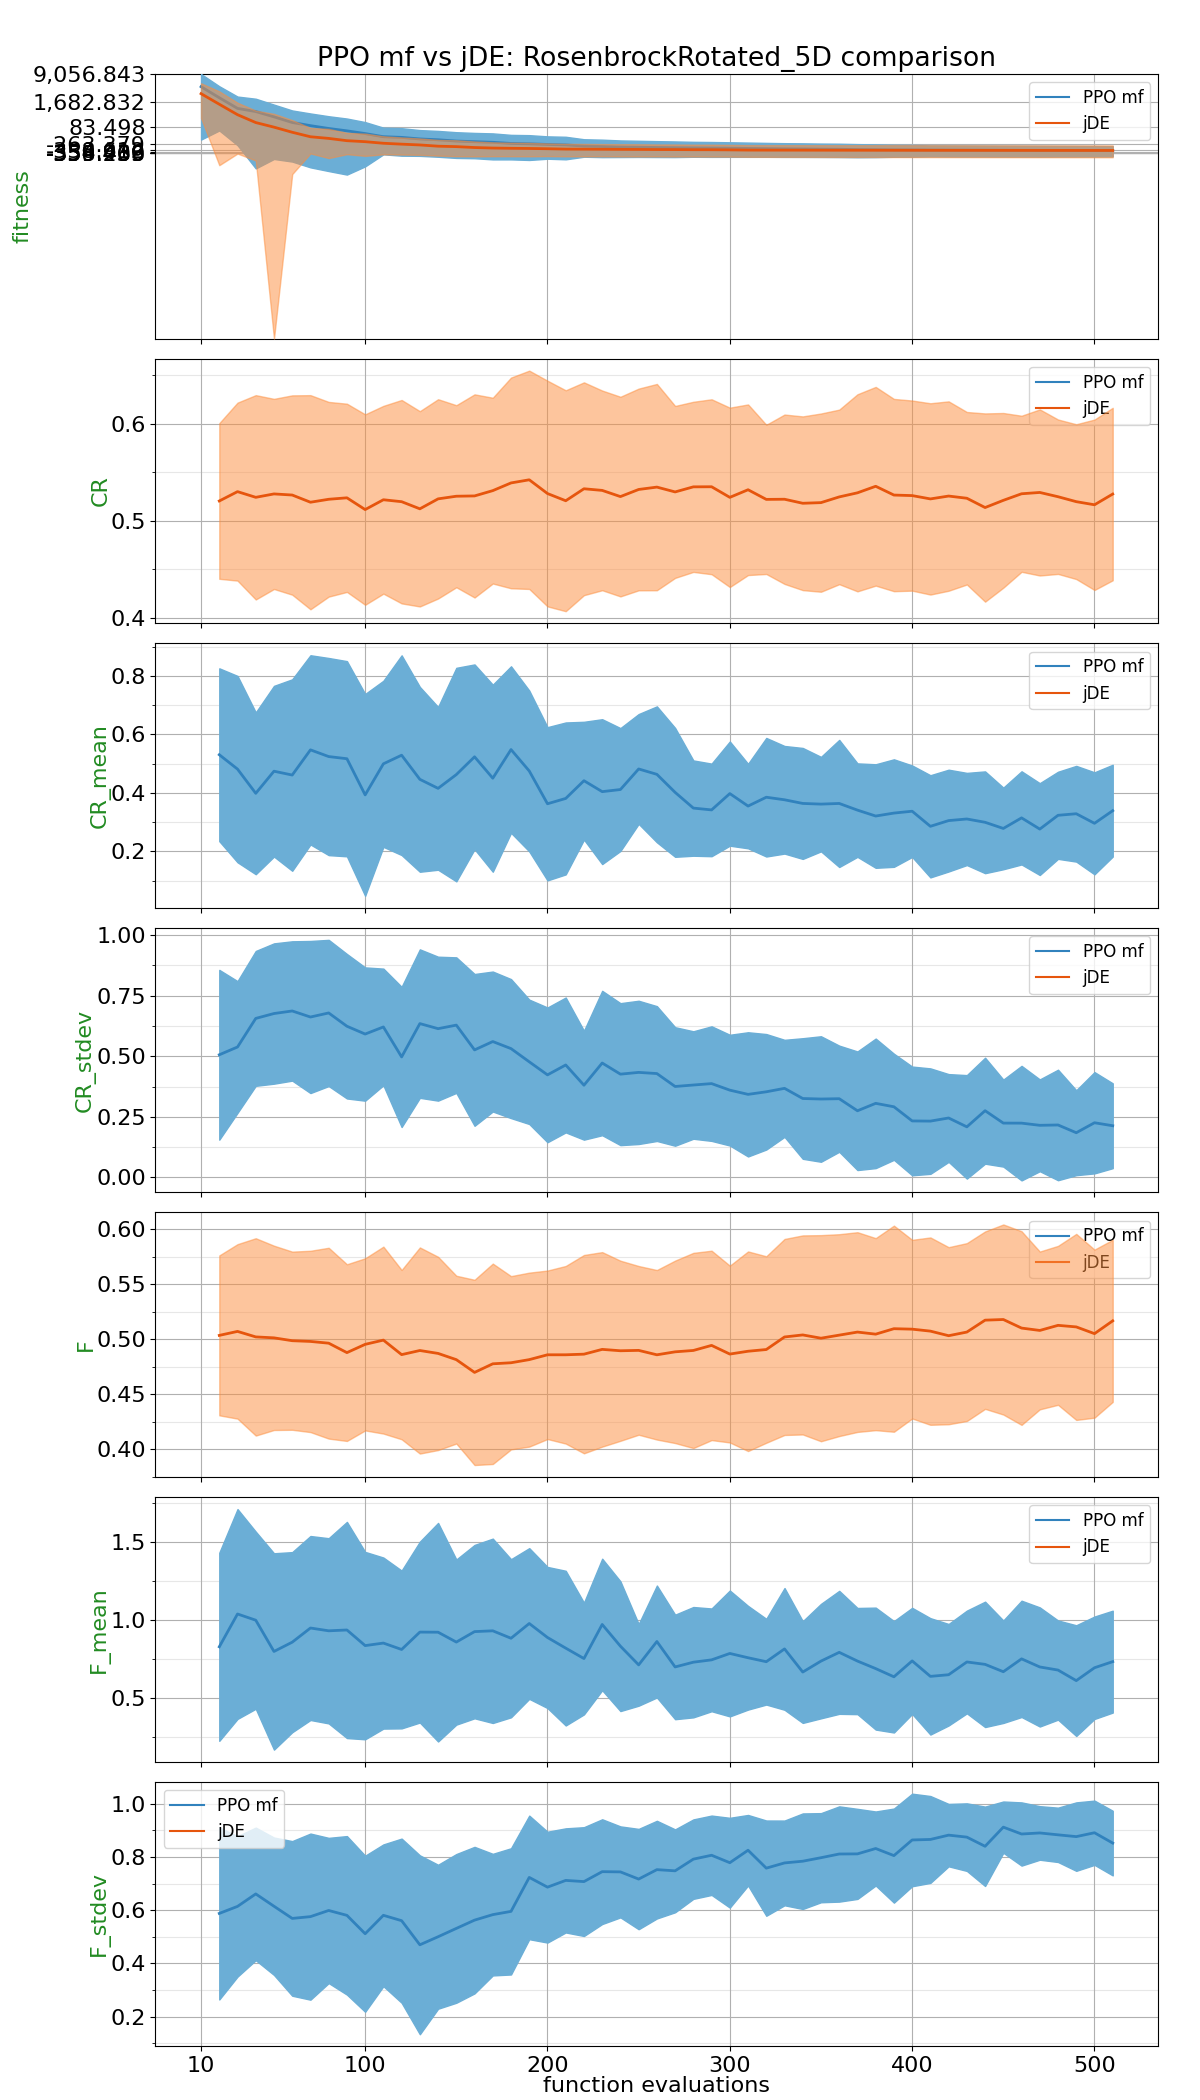 PPO mf vs jDE: RosenbrockRotated_5D comparison
9,056.843
1,682.832
83.498
fitness
PPO mf
jDE
0.6
0.5
0.4
CR
PPO mf
jDE
0.8
0.6
0.4
0.2
CR_mean
PPO mf
jDE
1.00
0.75
0.50
0.25
0.00
CR_stdev
PPO mf
jDE
0.60
0.55
0.50
0.45
0.40
F
PPO mf
jDE
1.5
1.0
0.5
F_mean
PPO mf
jDE
1.0
0.8
0.6
0.4
0.2
F_stdev
PPO mf
jDE
10 100 200 300 400 500
function evaluations